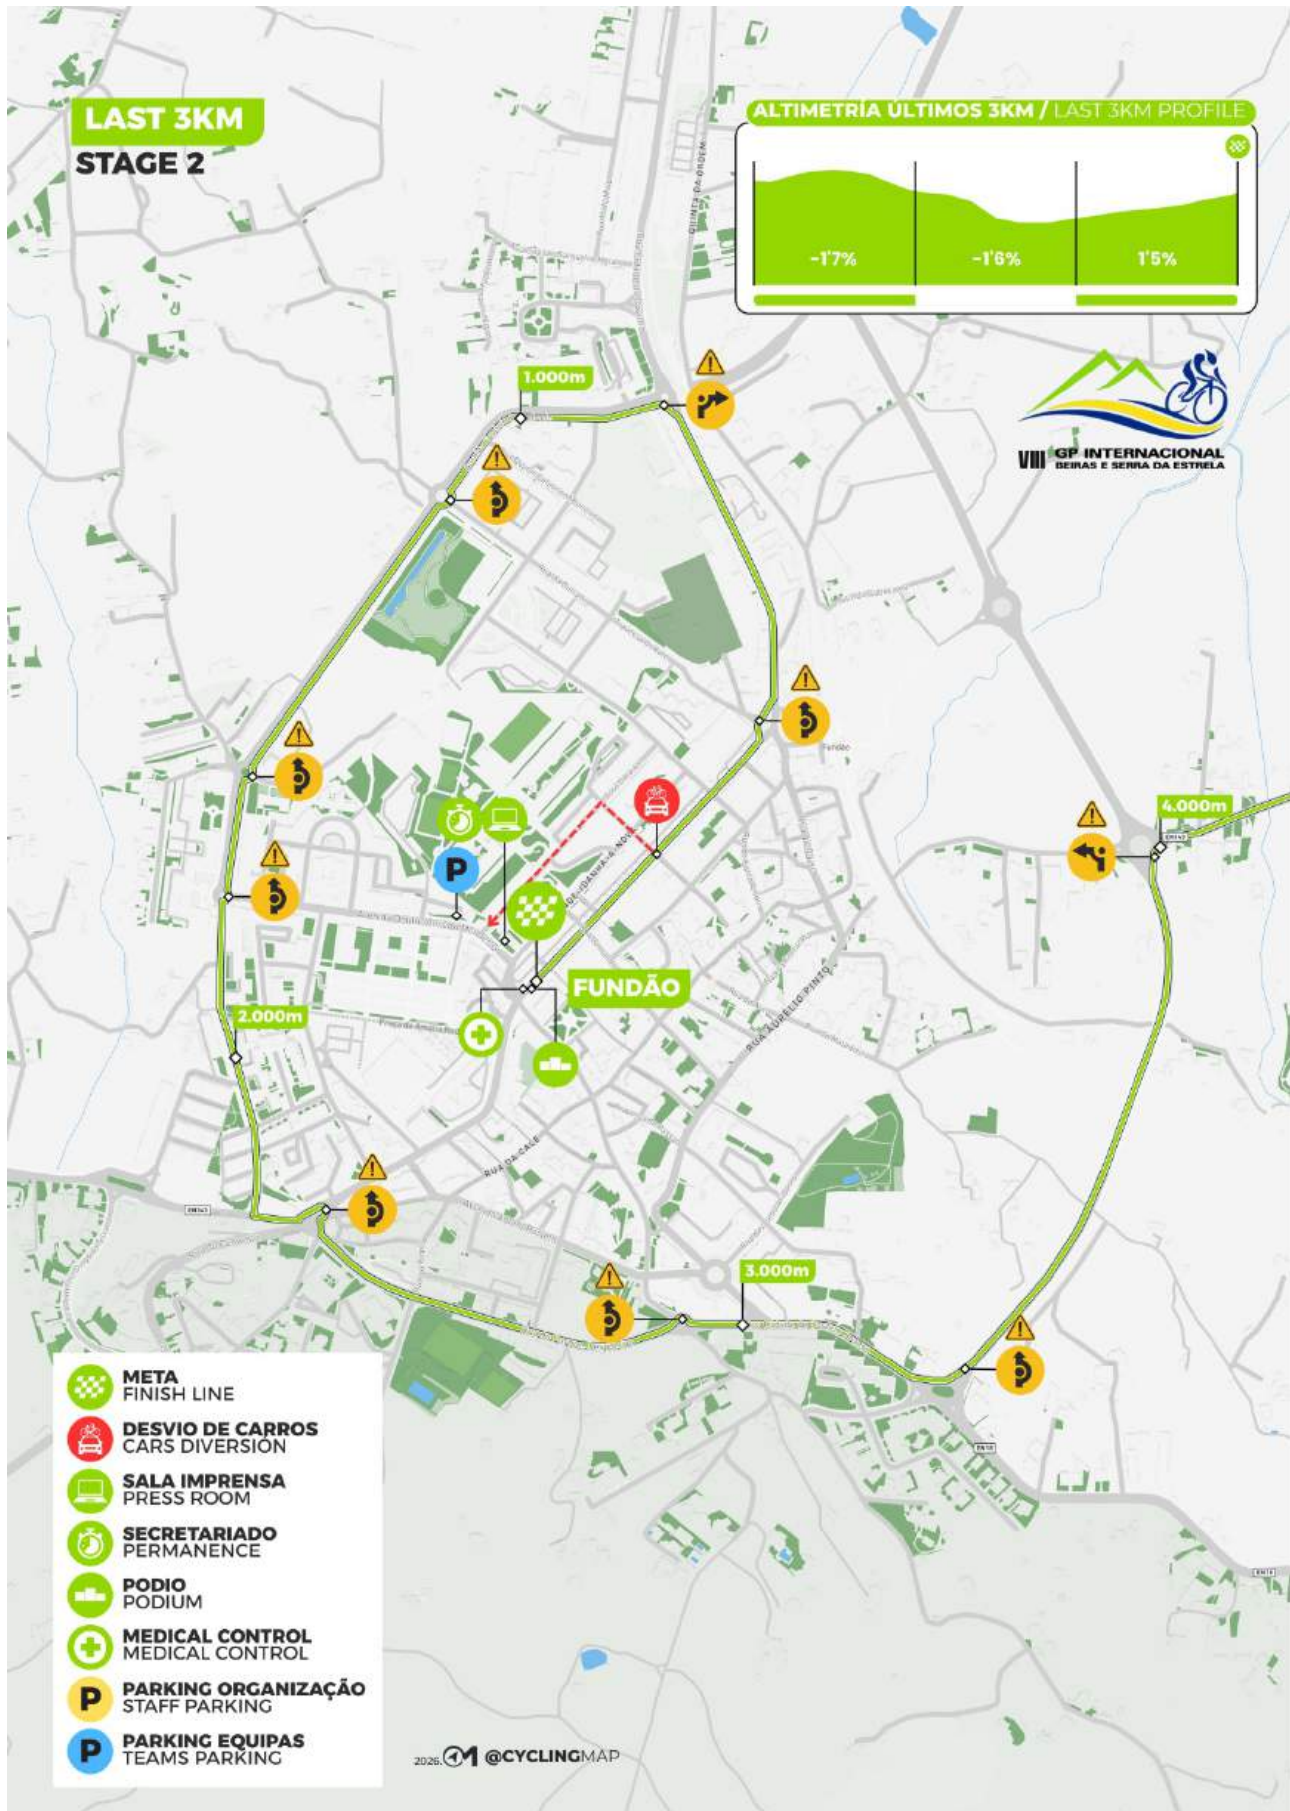 LAST 3KM
STAGE 2
ALTIMETRÍA ÚLTIMOS 3KM / LAST 3KM PROFILE
-1'7%
-1'6%
1'5%
QUINTA DA ORDEM
1.000m
VIII GP INTERNACIONAL
BEIRAS E SERRA DA ESTRELA
Fundão
4.000m
P
FUNDÃO
2.000m
RUA AURELIO PINTO
RUA DA CALE
3.000m
EN18
EN18
META
FINISH LINE
DESVIO DE CARROS
CARS DIVERSION
SALA IMPRENSA
PRESS ROOM
SECRETARIADO
PERMANENCE
PODIO
PODIUM
MEDICAL CONTROL
MEDICAL CONTROL
P PARKING ORGANIZAÇÃO
STAFF PARKING
P PARKING EQUIPAS
TEAMS PARKING
2026. @CYCLINGMAP